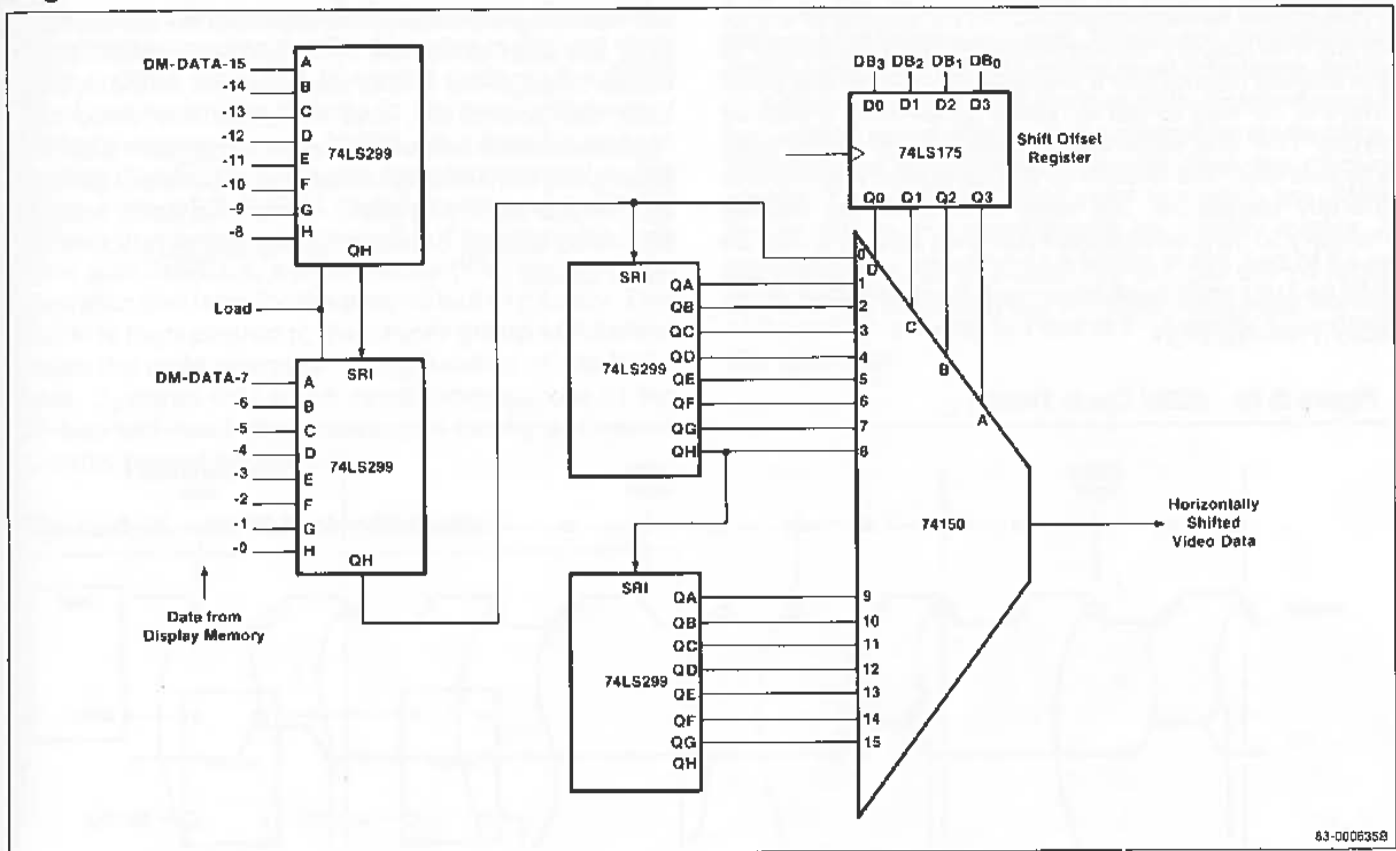 DM-DATA-15
-14
-13
-12
-11
-10
-9
-8
A
B
C
D
E
F
G
H
74LS299
QH
Load
DM-DATA-7
-6
-5
-4
-3
-2
-1
-0
A
B
C
D
E
F
G
H
SRI
74LS299
QH
Data from
Display Memory
SRI
QA
QB
QC
QD
QE
QF
QG
QH
74LS299
SRI
QA
QB
QC
QD
QE
QF
QG
QH
74LS299
DB3 DB2 DB1 DB0
D0 D1 D2 D3
74LS175
Q0 Q1 Q2 Q3
Shift Offset
Register
0
1
2
3
4
5
6
7
8
9
10
11
12
13
14
15
D
C
B
A
74150
Horizontally
Shifted
Video Data
83-000635B